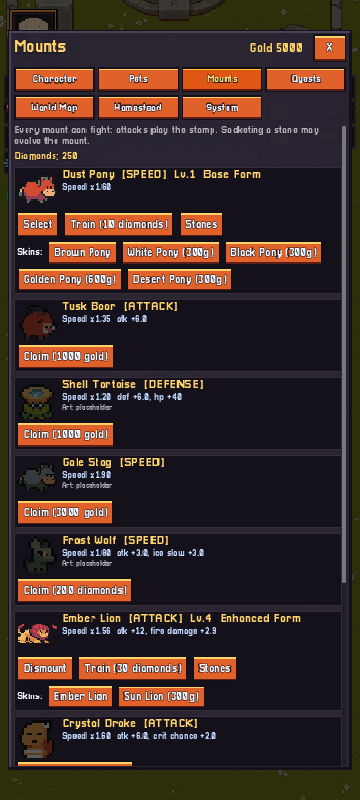 Mounts
Gold 5000
X
Character
Pets
Mounts
Quests
World Map
Homestead
System
Every mount can fight: attacks play the stomp. Socketing a stone may
evolve the mount.
Diamonds: 250
Dust Pony [SPEED] Lv.1 Base Form
Speed x1.60
Select
Train (10 diamonds)
Stones
Skins:
Brown Pony
White Pony (300g)
Black Pony (300g)
Golden Pony (600g)
Desert Pony (300g)
Tusk Boar [ATTACK]
Speed x1.35 atk +6.0
Claim (1000 gold)
Shell Tortoise [DEFENSE]
Speed x1.20 def +6.0, hp +40
Art: placeholder
Claim (1000 gold)
Gale Stag [SPEED]
Speed x1.90
Art: placeholder
Claim (3000 gold)
Frost Wolf [SPEED]
Speed x1.80 atk +3.0, ice slow +3.0
Art: placeholder
Claim (200 diamonds)
Ember Lion [ATTACK] Lv.4 Enhanced Form
Speed x1.56 atk +12, fire damage +2.9
Dismount
Train (30 diamonds)
Stones
Skins:
Ember Lion
Sun Lion (300g)
Crystal Drake [ATTACK]
Speed x1.60 atk +6.0, crit chance +2.0